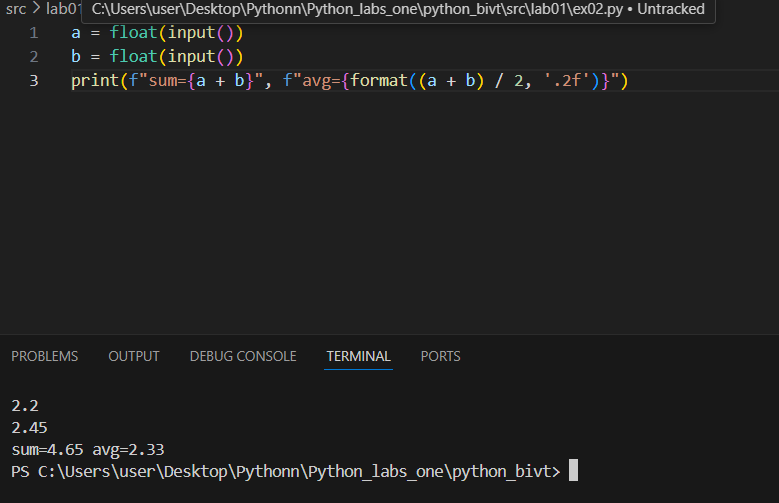 src > lab01 C:\Users\user\Desktop\Pythonn\Python_labs_one\python_bivt\src\lab01\ex02.py • Untracked
1 a = float(input())
2 b = float(input())
3 print(f"sum={a + b}", f"avg={format((a + b) / 2, '.2f')}")
PROBLEMS OUTPUT DEBUG CONSOLE TERMINAL PORTS
2.2
2.45
sum=4.65 avg=2.33
PS C:\Users\user\Desktop\Pythonn\Python_labs_one\python_bivt>